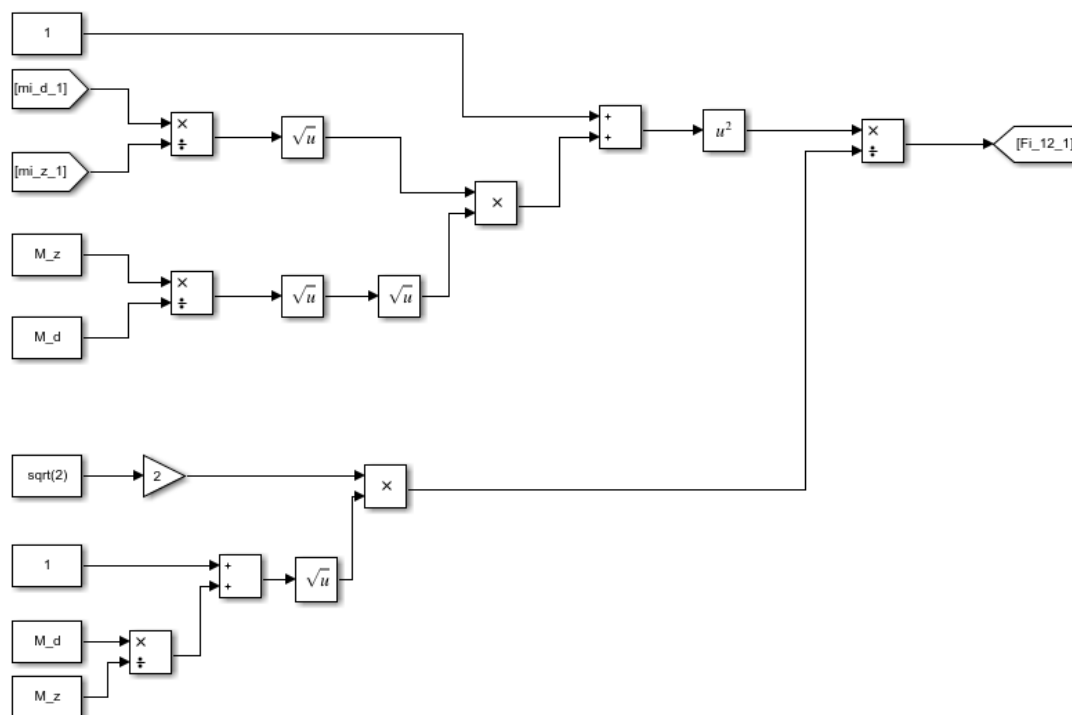 1
[mi_d_1]
×
÷
√u
[mi_z_1]
+
+
u²
×
÷
[Fi_12_1]
×
M_z
×
÷
√u
√u
M_d
sqrt(2)
2
×
1
+
+
√u
M_d
×
÷
M_z